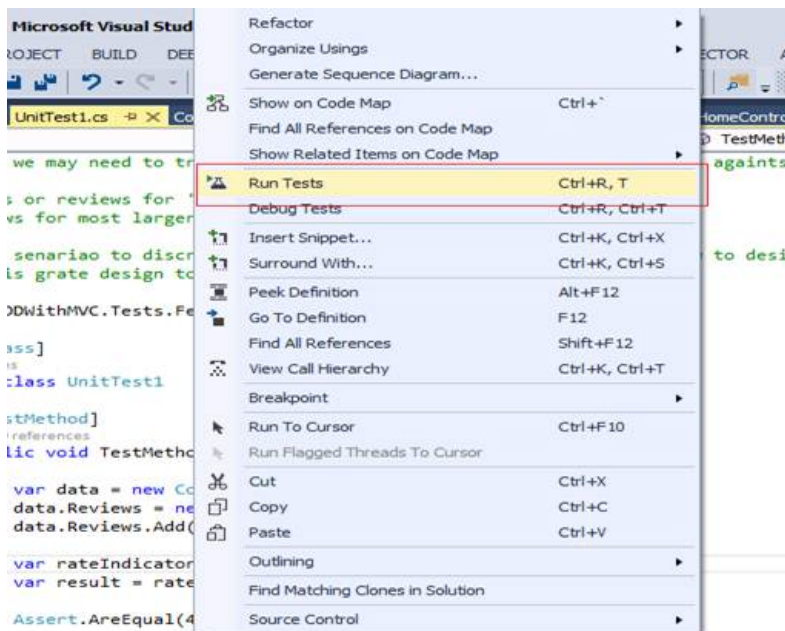 Microsoft Visual Stud
ROJECT BUILD DEE
ECTOR
UnitTest1.cs
Co
HomeContro
TestMeth
we may need to tr
againts
s or reviews for "
ws for most larger
senariao to discr
to desi
is grate design to
DDWithMVC.Tests.Fe
ass]
class UnitTest1
stMethod]
references
lic void TestMetho
var data = new Co
data.Reviews = ne
data.Reviews.Add(
var rateIndicator
var result = rate
Assert.AreEqual(4
Refactor
Organize Usings
Generate Sequence Diagram...
Show on Code Map Ctrl+`
Find All References on Code Map
Show Related Items on Code Map
Run Tests Ctrl+R, T
Debug Tests Ctrl+R, Ctrl+T
Insert Snippet... Ctrl+K, Ctrl+X
Surround With... Ctrl+K, Ctrl+S
Peek Definition Alt+F12
Go To Definition F12
Find All References Shift+F12
View Call Hierarchy Ctrl+K, Ctrl+T
Breakpoint
Run To Cursor Ctrl+F10
Run Flagged Threads To Cursor
Cut Ctrl+X
Copy Ctrl+C
Paste Ctrl+V
Outlining
Find Matching Clones in Solution
Source Control